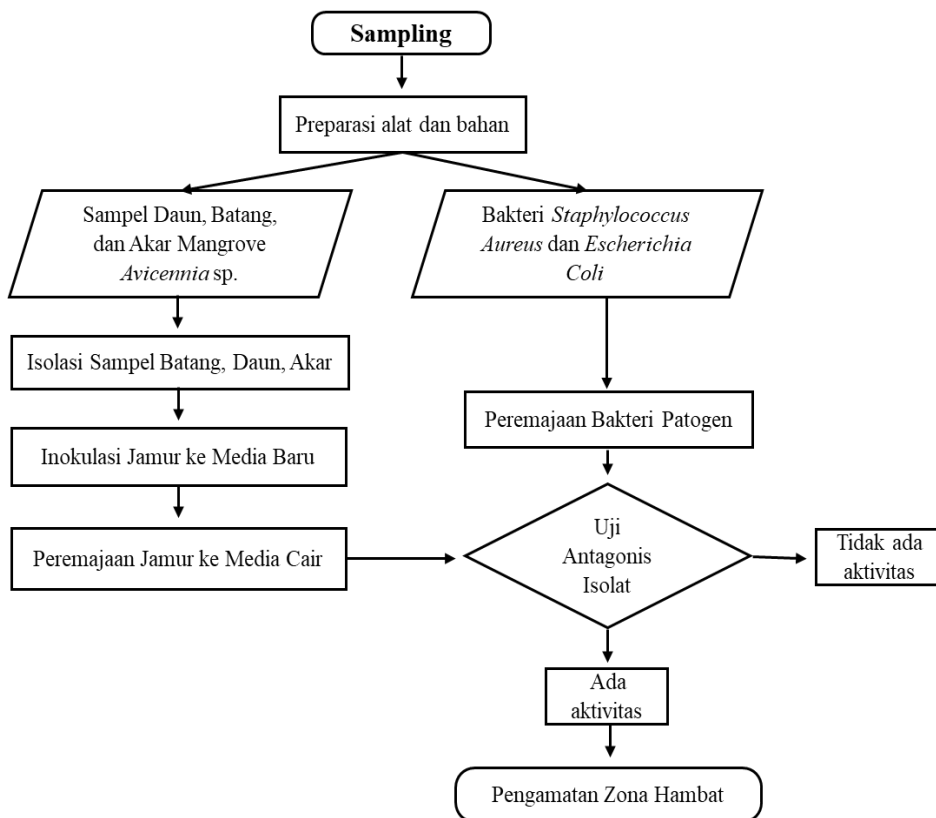 Sampling
Preparasi alat dan bahan
Sampel Daun, Batang,
dan Akar Mangrove
Avicennia sp.
Bakteri Staphylococcus
Aureus dan Escherichia
Coli
Isolasi Sampel Batang, Daun, Akar
Peremajaan Bakteri Patogen
Inokulasi Jamur ke Media Baru
Peremajaan Jamur ke Media Cair
Uji
Antagonis
Isolat
Tidak ada
aktivitas
Ada
aktivitas
Pengamatan Zona Hambat